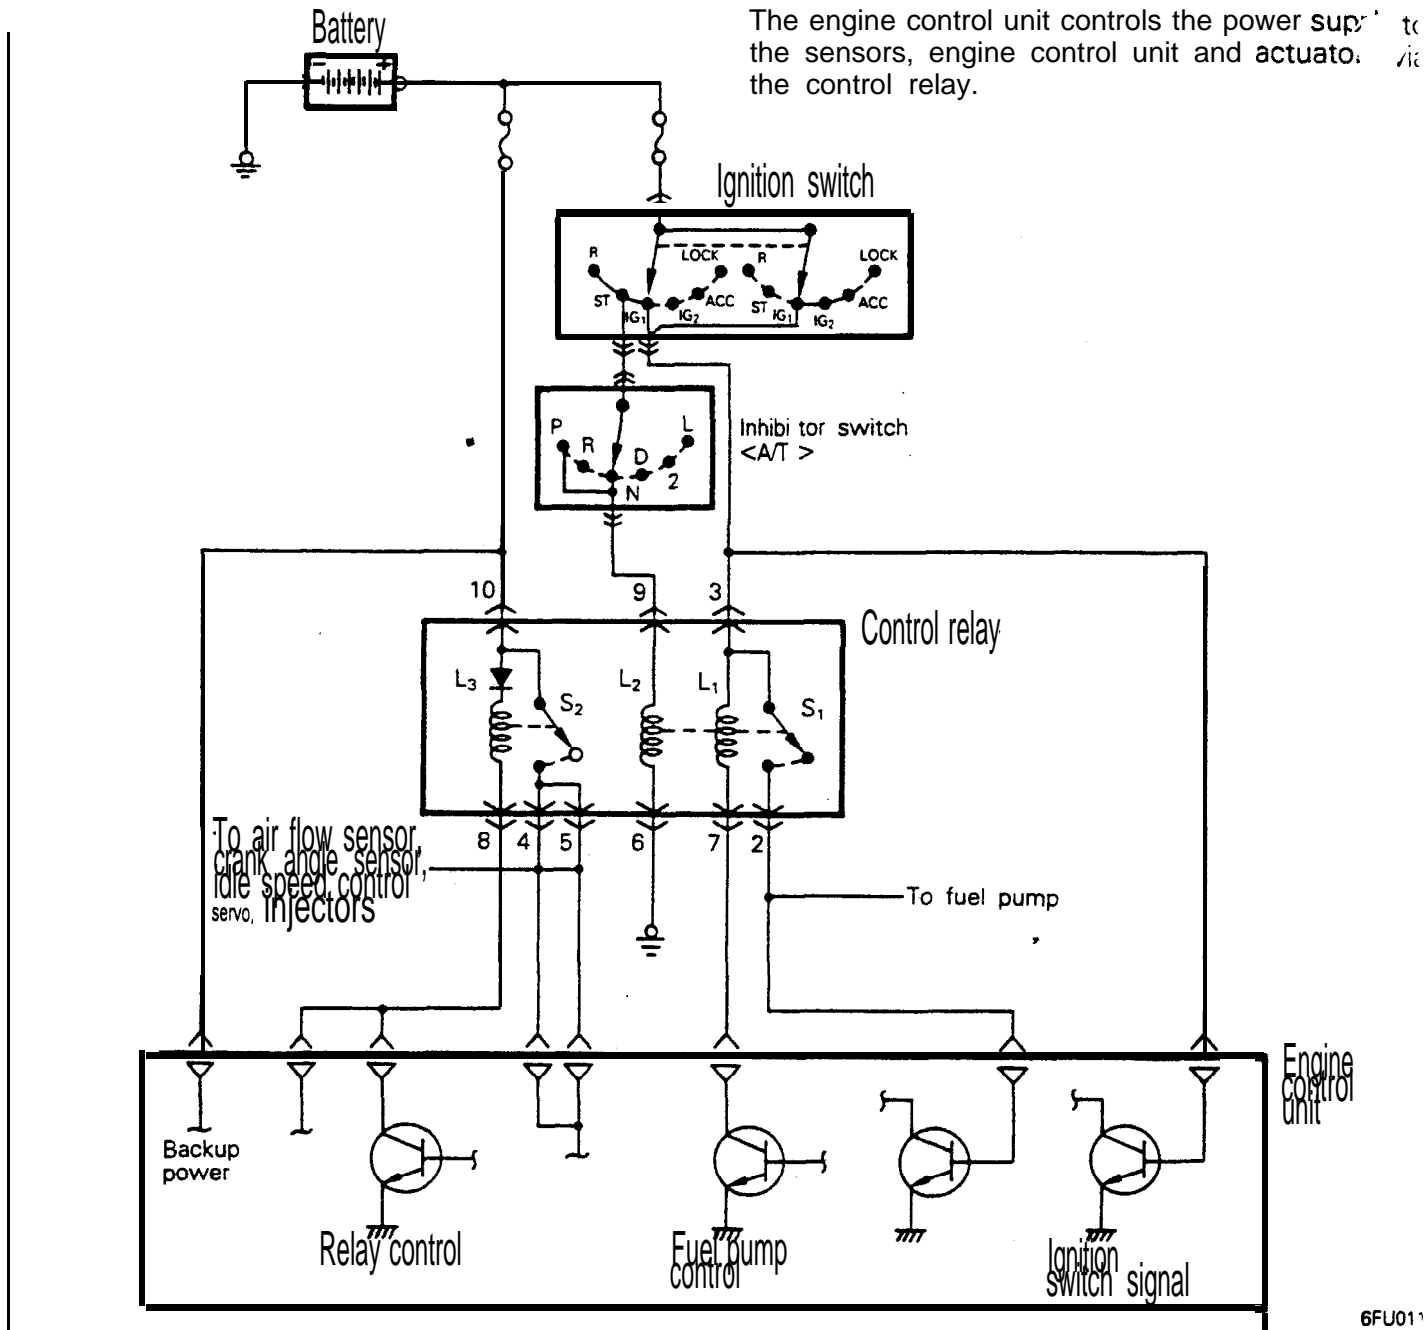 Battery
The engine control unit controls the power
the sensors, engine control unit and
the control relay.
- +
Ignition switch
R LOCK R LOCK
ST IG1 IG2 ACC ST IG1 IG2 ACC
P R N D 2 L
Inhibi tor switch
<A/T >
10 9 3
Control relay
L3 S2 L2 L1 S1
8 4 5 6 7 2
To air flow sensor,
crank angle sensor,
idle speed control
servo, injectors
To fuel pump
Engine
control
unit
Backup
power
Relay control
Fuel pump
control
Ignition
switch signal
6FU01